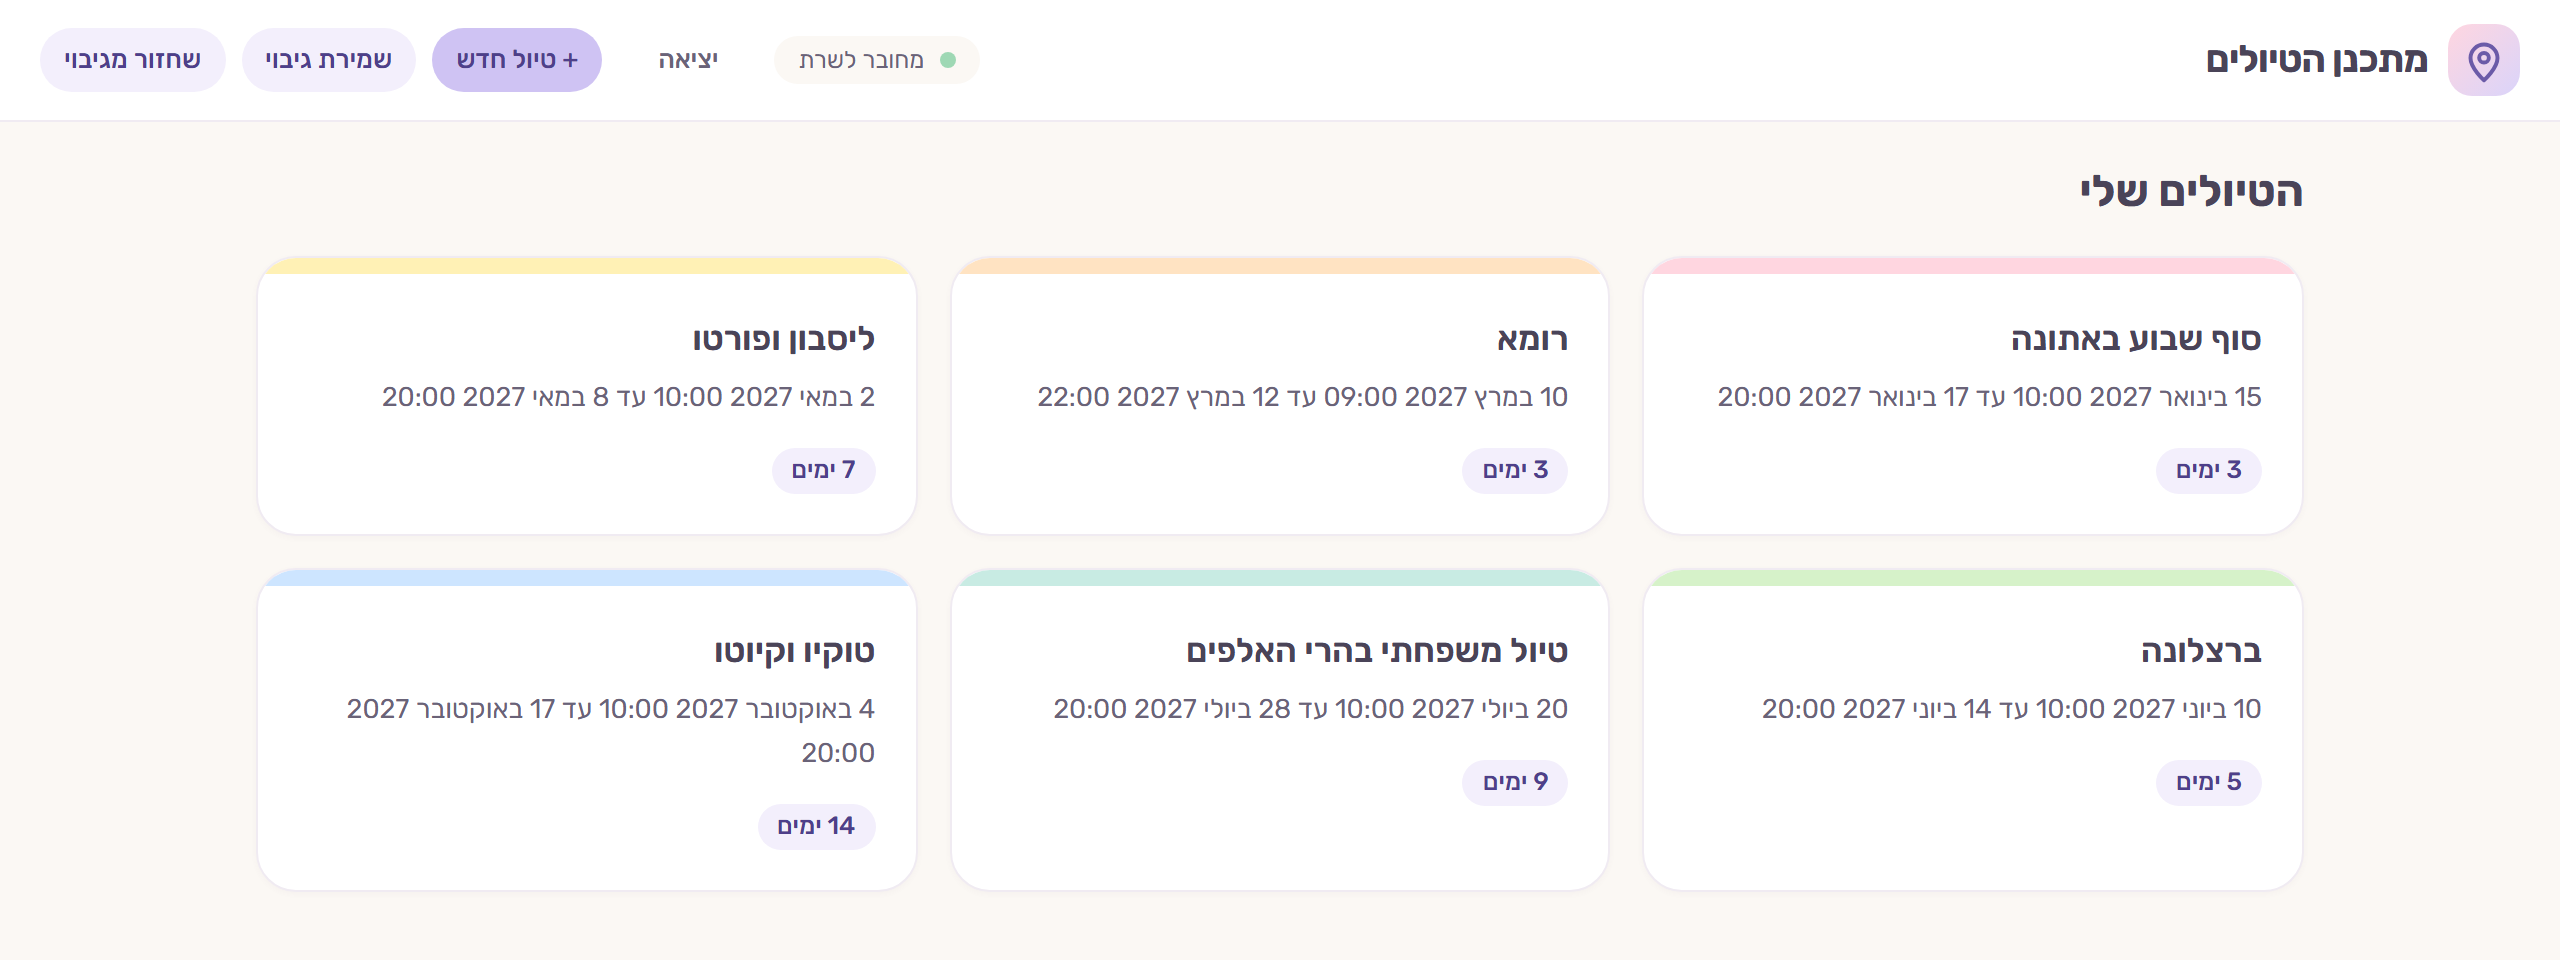 מתכנן הטיולים
מחובר לשרת
יציאה
+ טיול חדש
שמירת גיבוי
שחזור מגיבוי
הטיולים שלי
סוף שבוע באתונה
15 בינואר 2027 10:00 עד 17 בינואר 2027 20:00
3 ימים
רומא
10 במרץ 2027 09:00 עד 12 במרץ 2027 22:00
3 ימים
ליסבון ופורטו
2 במאי 2027 10:00 עד 8 במאי 2027 20:00
7 ימים
ברצלונה
10 ביוני 2027 10:00 עד 14 ביוני 2027 20:00
5 ימים
טיול משפחתי בהרי האלפים
20 ביולי 2027 10:00 עד 28 ביולי 2027 20:00
9 ימים
טוקיו וקיוטו
4 באוקטובר 2027 10:00 עד 17 באוקטובר 2027
20:00
14 ימים